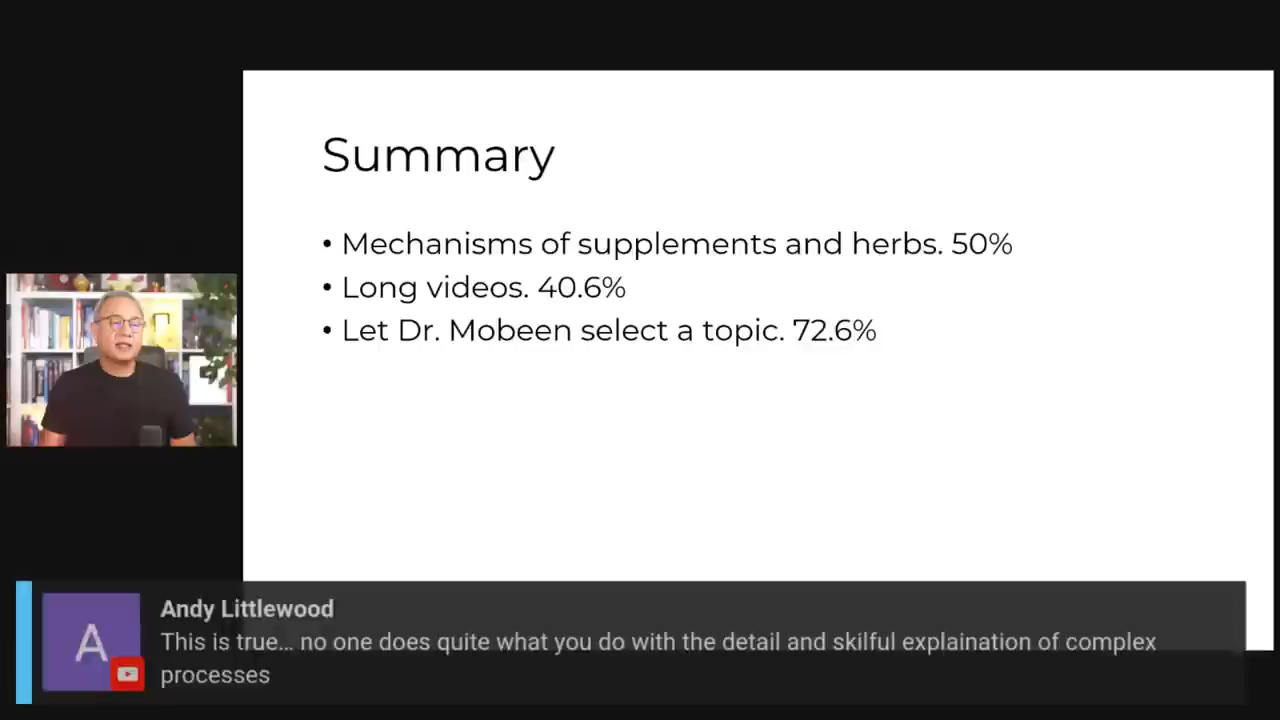 Summary
• Mechanisms of supplements and herbs. 50%
• Long videos. 40.6%
• Let Dr. Mobeen select a topic. 72.6%
A
Andy Littlewood
This is true... no one does quite what you do with the detail and skilful explaination of complex
processes